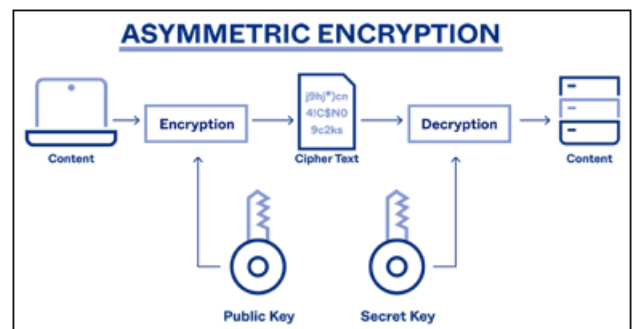 ASYMMETRIC ENCRYPTION
j9hj*)cn
4!C$N0
9c2ks
Encryption
Decryption
Content
Cipher Text
Content
Public Key
Secret Key